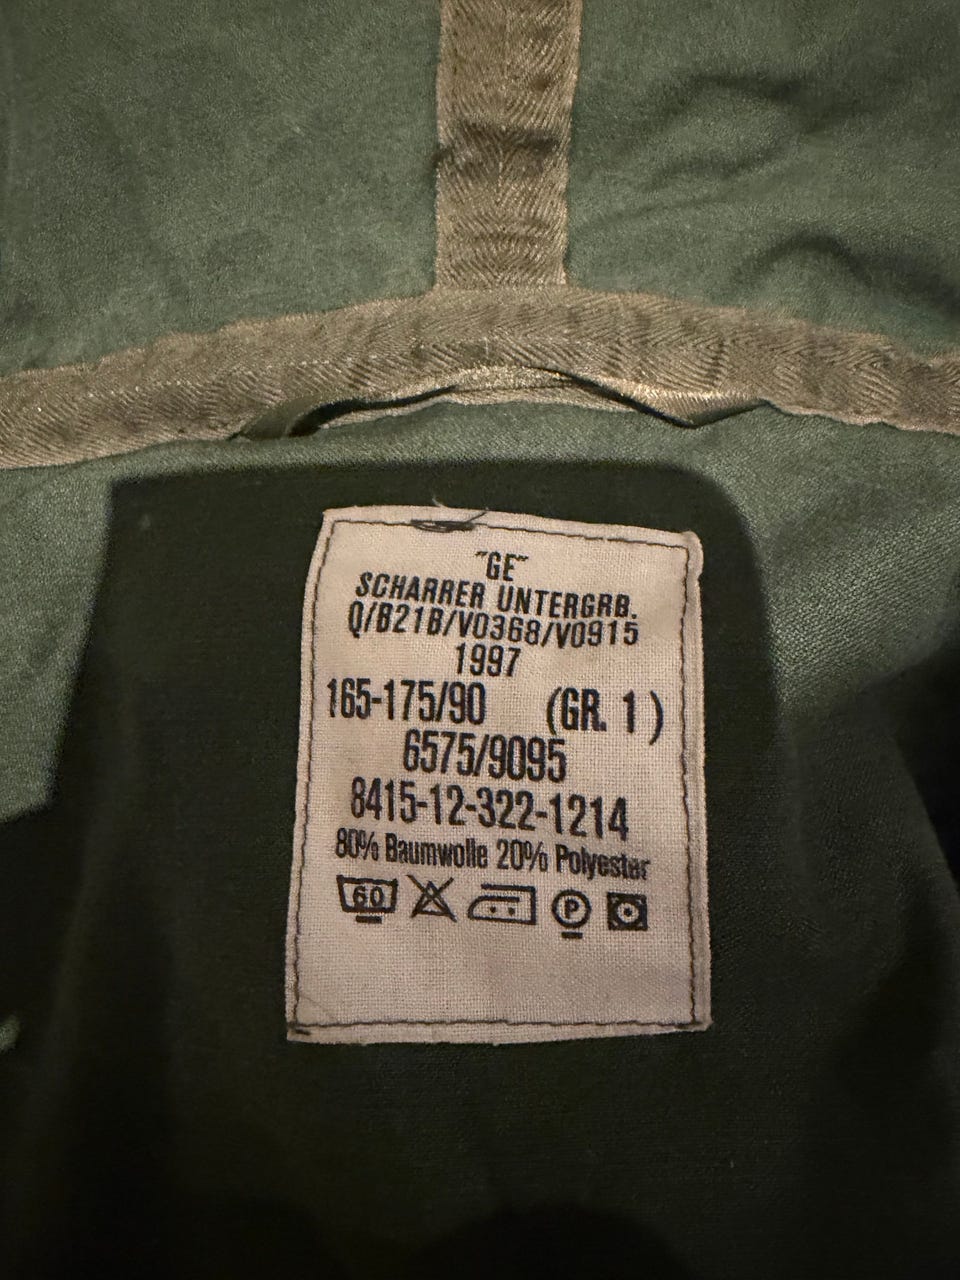 "GE"
SCHARRER UNTERGRB.
Q/B21B/V0368/V0915
1997
165-175/90 (GR. 1)
6575/9095
8415-12-322-1214
80% Baumwolle 20% Polyester
60 P